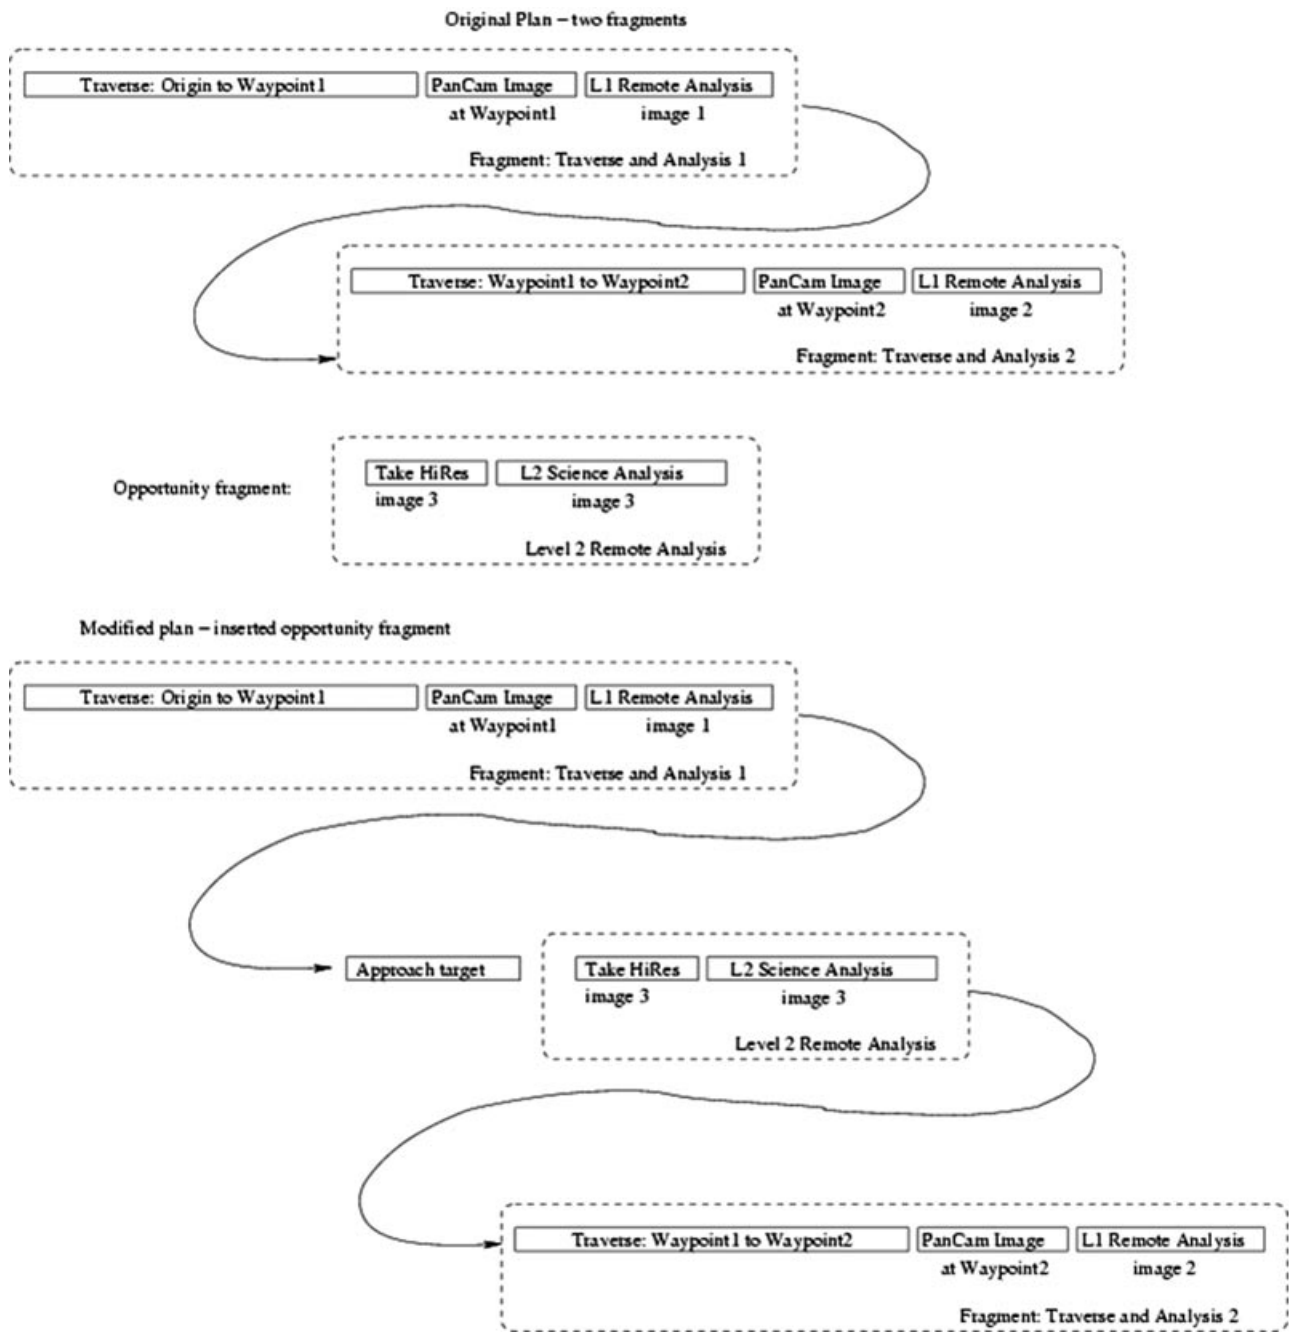 Original Plan – two fragments
Traverse: Origin to Waypoint1
PanCam Image
L1 Remote Analysis
at Waypoint1
image 1
Fragment: Traverse and Analysis 1
Traverse: Waypoint1 to Waypoint2
PanCam Image
L1 Remote Analysis
at Waypoint2
image 2
Fragment: Traverse and Analysis 2
Opportunity fragment:
Take HiRes
L2 Science Analysis
image 3
image 3
Level 2 Remote Analysis
Modified plan – inserted opportunity fragment
Traverse: Origin to Waypoint1
PanCam Image
L1 Remote Analysis
at Waypoint1
image 1
Fragment: Traverse and Analysis 1
Approach target
Take HiRes
L2 Science Analysis
image 3
image 3
Level 2 Remote Analysis
Traverse: Waypoint1 to Waypoint2
PanCam Image
L1 Remote Analysis
at Waypoint2
image 2
Fragment: Traverse and Analysis 2